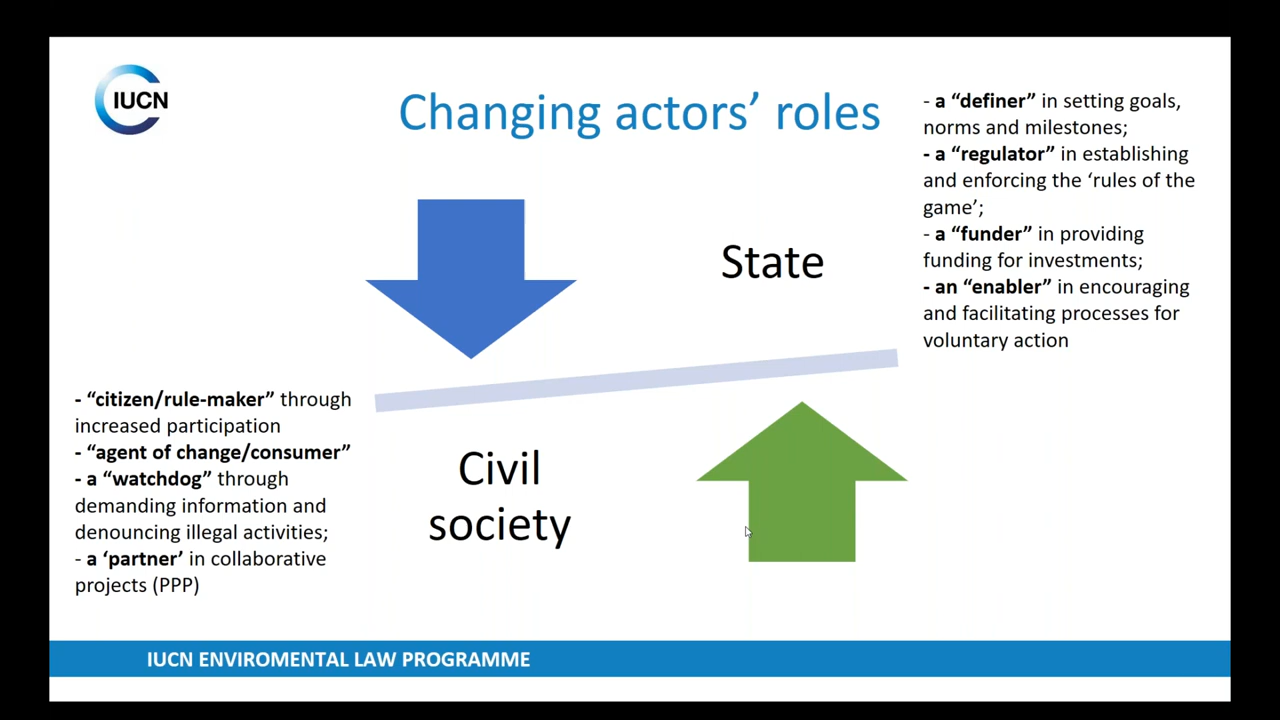 IUCN
Changing actors’ roles
- a “definer” in setting goals,
norms and milestones;
- a “regulator” in establishing
and enforcing the ‘rules of the
game’;
- a “funder” in providing
funding for investments;
- an “enabler” in encouraging
and facilitating processes for
voluntary action
State
- “citizen/rule-maker” through
increased participation
- “agent of change/consumer”
- a “watchdog” through
demanding information and
denouncing illegal activities;
- a ‘partner’ in collaborative
projects (PPP)
Civil
society
IUCN ENVIROMENTAL LAW PROGRAMME